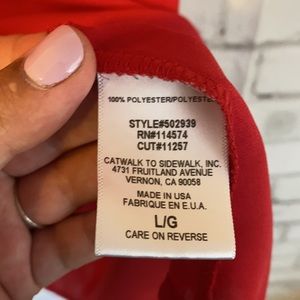 100% POLYESTER/POLYESTER
STYLE#502939
RN#114574
CUT#11257
CATWALK TO SIDEWALK, INC.
4731 FRUITLAND AVENUE
VERNON, CA 90058
MADE IN USA
FABRIQUE EN E.U.A.
L/G
CARE ON REVERSE